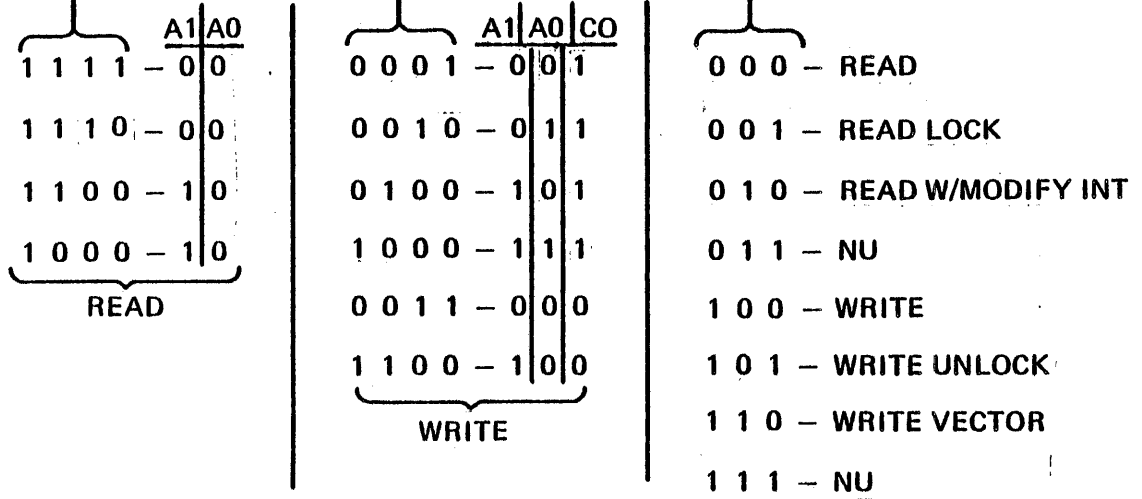 A1 A0
1 1 1 1 – 0 0
1 1 1 0 – 0 0
1 1 0 0 – 1 0
1 0 0 0 – 1 0
READ
A1 A0 CO
0 0 0 1 – 0 0 1
0 0 1 0 – 0 1 1
0 1 0 0 – 1 0 1
1 0 0 0 – 1 1 1
0 0 1 1 – 0 0 0
1 1 0 0 – 1 0 0
WRITE
0 0 0 – READ
0 0 1 – READ LOCK
0 1 0 – READ W/MODIFY INT
0 1 1 – NU
1 0 0 – WRITE
1 0 1 – WRITE UNLOCK
1 1 0 – WRITE VECTOR
1 1 1 – NU